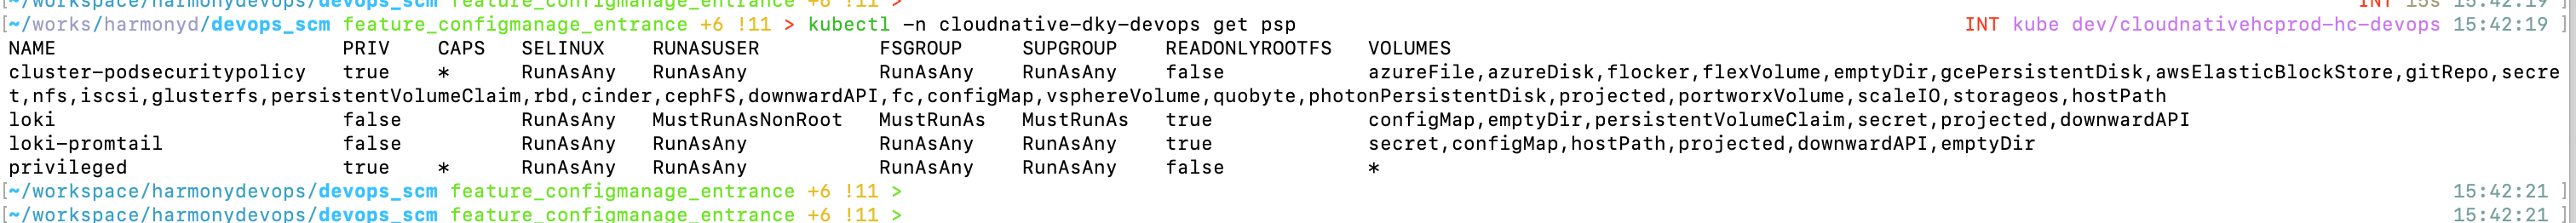 [~/workspace/harmonydevops/devops_scm feature_configmanage_entrance +6 !11 > INT 15s 15:42:19 ]
[~/works/harmonyd/devops_scm feature_configmanage_entrance +6 !11 > kubectl -n cloudnative-dky-devops get psp INT kube dev/cloudnativehcprod-hc-devops 15:42:19 ]
NAME PRIV CAPS SELINUX RUNASUSER FSGROUP SUPGROUP READONLYROOTFS VOLUMES
cluster-podsecuritypolicy true * RunAsAny RunAsAny RunAsAny RunAsAny false azureFile,azureDisk,flocker,flexVolume,emptyDir,gcePersistentDisk,awsElasticBlockStore,gitRepo,secre
t,nfs,iscsi,glusterfs,persistentVolumeClaim,rbd,cinder,cephFS,downwardAPI,fc,configMap,vsphereVolume,quobyte,photonPersistentDisk,projected,portworxVolume,scaleIO,storageos,hostPath
loki false RunAsAny MustRunAsNonRoot MustRunAs MustRunAs true configMap,emptyDir,persistentVolumeClaim,secret,projected,downwardAPI
loki-promtail false RunAsAny RunAsAny RunAsAny RunAsAny true secret,configMap,hostPath,projected,downwardAPI,emptyDir
privileged true * RunAsAny RunAsAny RunAsAny RunAsAny false *
[~/workspace/harmonydevops/devops_scm feature_configmanage_entrance +6 !11 > 15:42:21 ]
[~/workspace/harmonydevops/devops_scm feature_configmanage_entrance +6 !11 > 15:42:21 ]